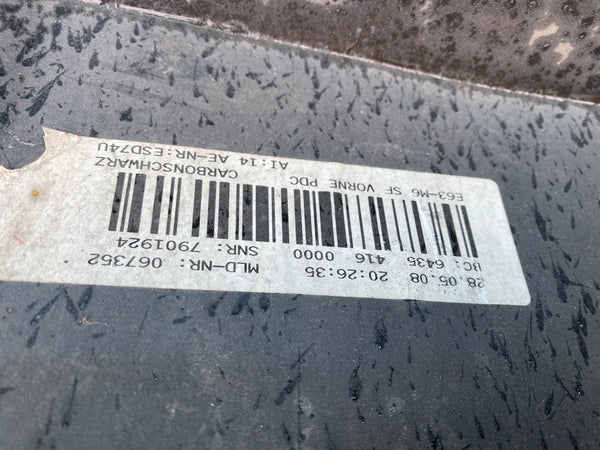 28.05.08 20:26:35 MLD-NR: 067352
BC: 6435 416 0000 SNR: 7901924
E63-M6 SF VORNE PDC CARBONSCHWARZ
AI:14 AE-NR:ESD74U